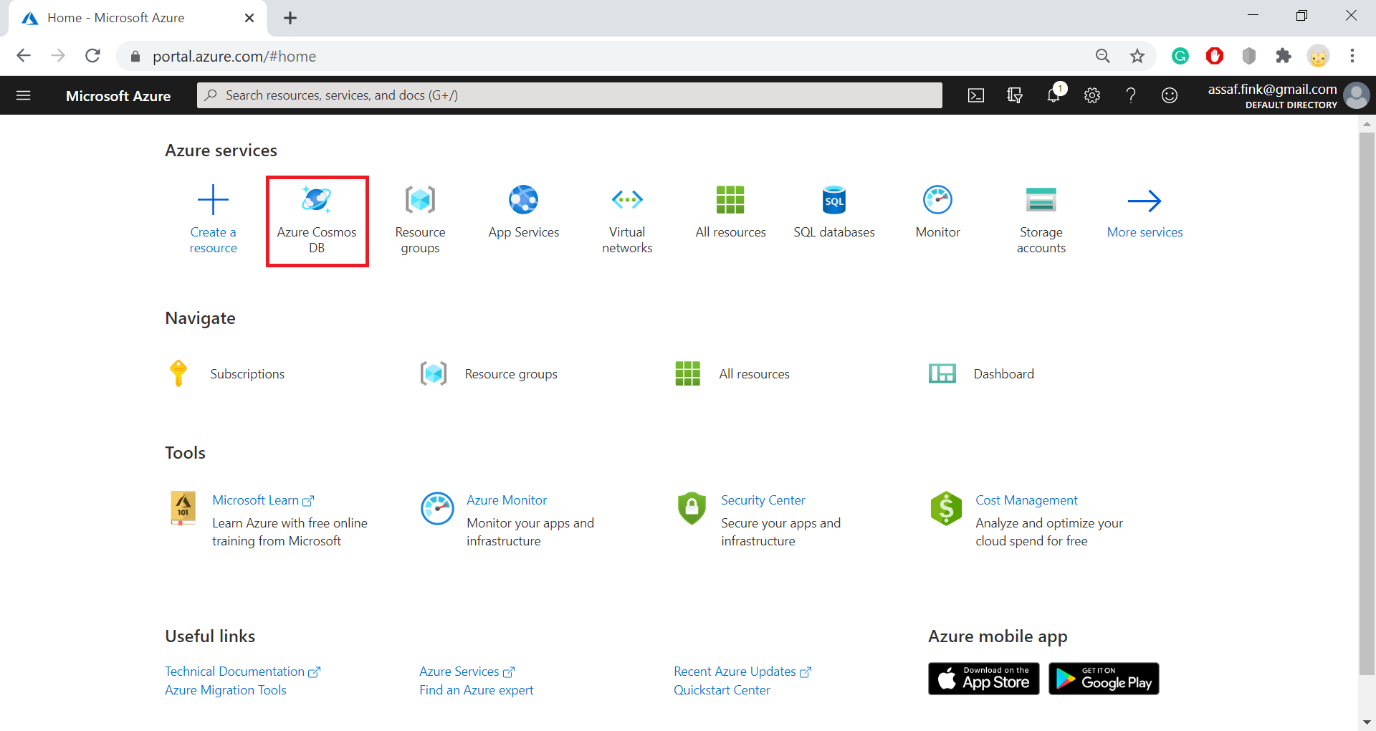 Home - Microsoft Azure
portal.azure.com/#home
Microsoft Azure
Search resources, services, and docs (G+/)
1
assaf.fink@gmail.com
DEFAULT DIRECTORY
Azure services
Create a
resource
Azure Cosmos
DB
Resource
groups
App Services
Virtual
networks
All resources
SQL
SQL databases
Monitor
Storage
accounts
More services
Navigate
Subscriptions
Resource groups
All resources
Dashboard
Tools
101
Microsoft Learn
Learn Azure with free online
training from Microsoft
Azure Monitor
Monitor your apps and
infrastructure
Security Center
Secure your apps and
infrastructure
$
Cost Management
Analyze and optimize your
cloud spend for free
Useful links
Technical Documentation
Azure Migration Tools
Azure Services
Find an Azure expert
Recent Azure Updates
Quickstart Center
Azure mobile app
Download on the
App Store
GET IT ON
Google Play